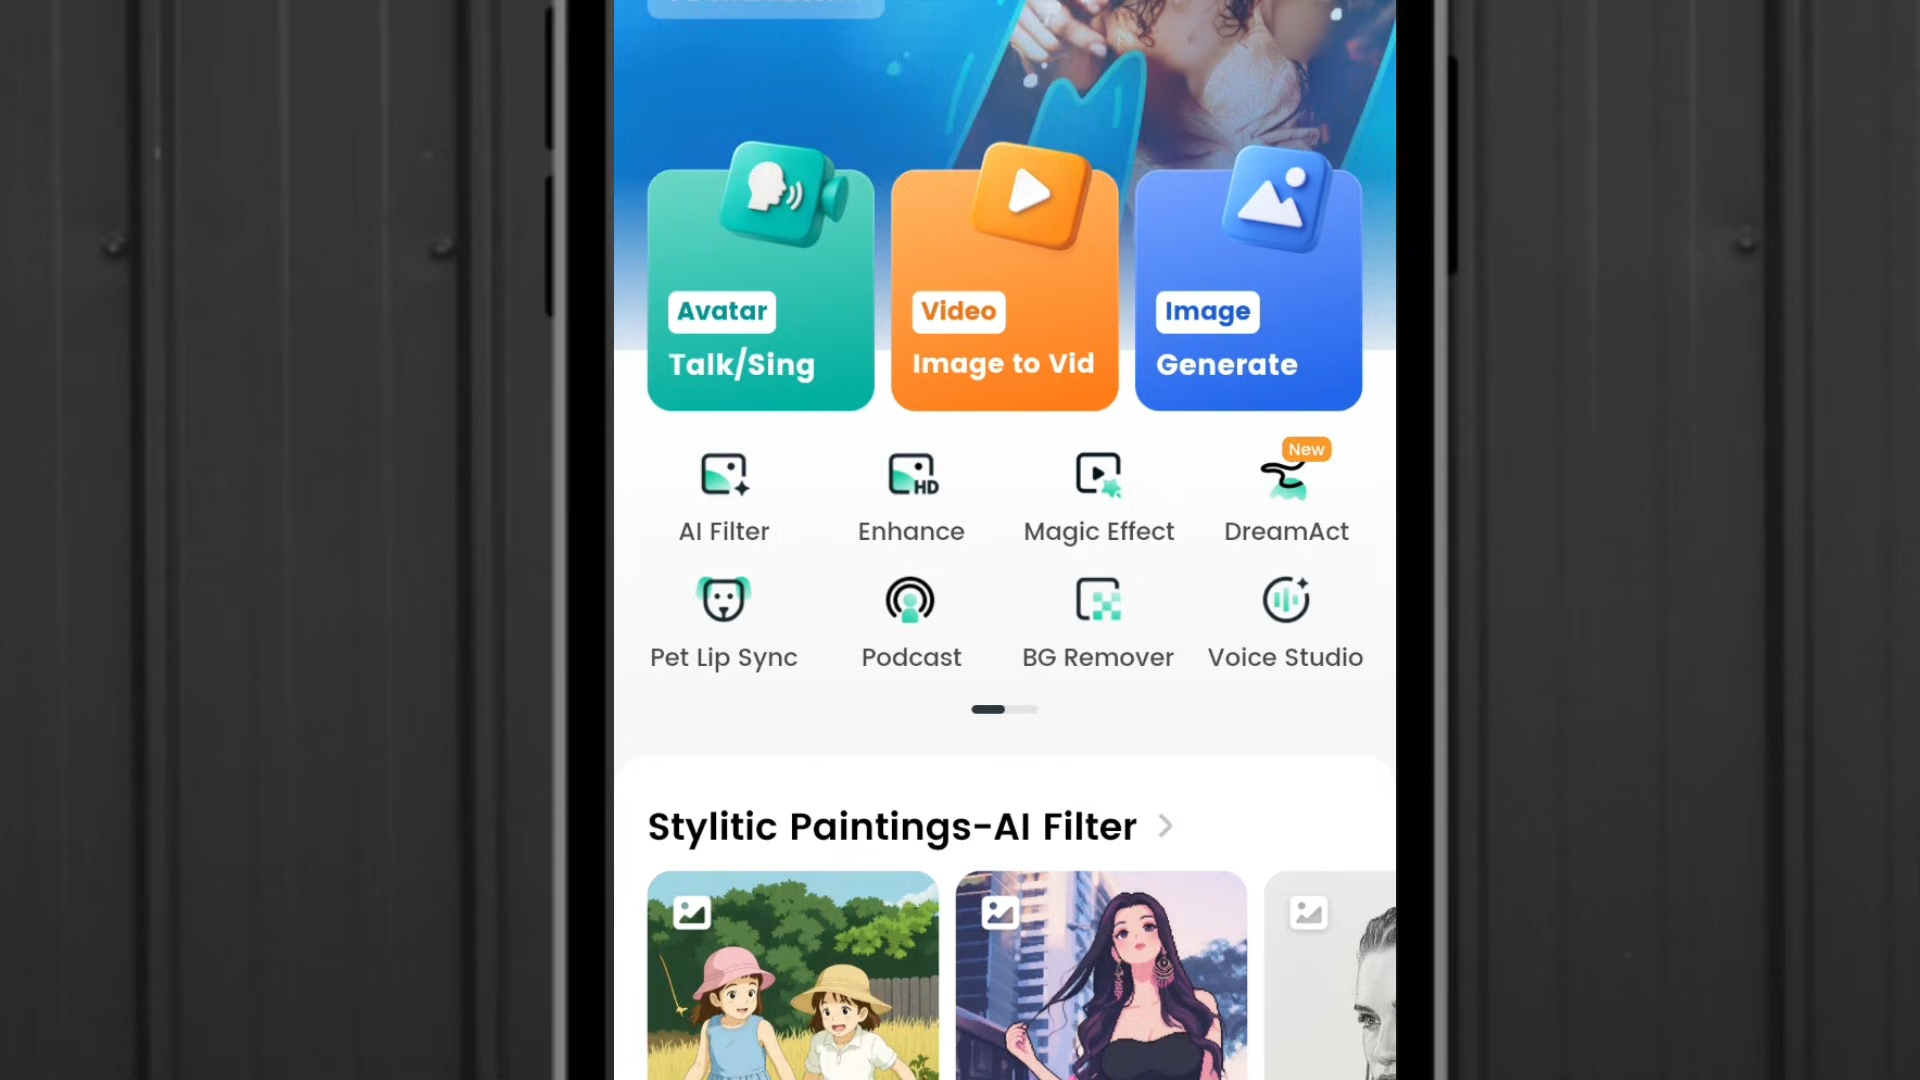 Avatar
Talk/Sing
Video
Image to Vid
Image
Generate
New
AI Filter
HD
Enhance
Magic Effect
DreamAct
Pet Lip Sync
Podcast
BG Remover
Voice Studio
Stylitic Paintings-AI Filter